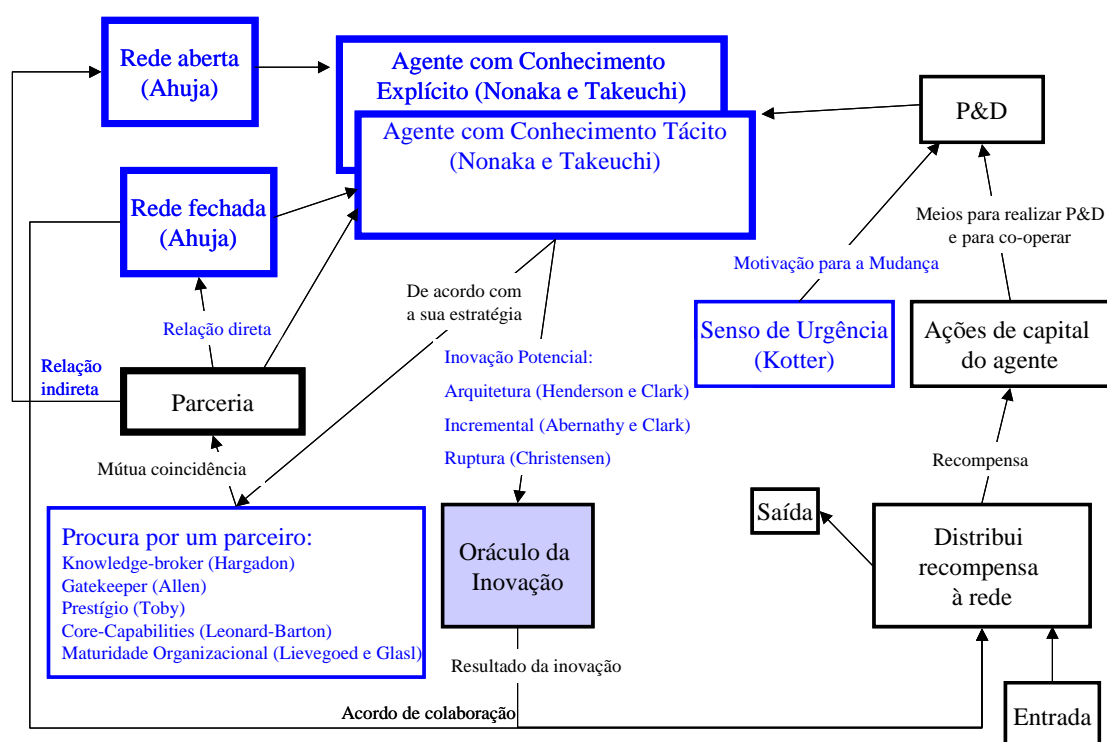 Rede aberta
(Ahuja)
Agente com Conhecimento
Explícito (Nonaka e Takeuchi)
Agente com Conhecimento Tácito
(Nonaka e Takeuchi)
P&D
Rede fechada
(Ahuja)
Meios para realizar P&D
e para co-operar
Motivação para a Mudança
De acordo com
a sua estratégia
Relação direta
Senso de Urgência
(Kotter)
Ações de capital
do agente
Relação
indireta
Parceria
Inovação Potencial:
Arquitetura (Henderson e Clark)
Incremental (Abernathy e Clark)
Ruptura (Christensen)
Mútua coincidência
Recompensa
Procura por um parceiro:
Knowledge-broker (Hargadon)
Gatekeeper (Allen)
Prestígio (Toby)
Core-Capabilities (Leonard-Barton)
Maturidade Organizacional (Lievegoed e Glasl)
Oráculo da
Inovação
Saída
Distribui
recompensa
à rede
Resultado da inovação
Acordo de colaboração
Entrada